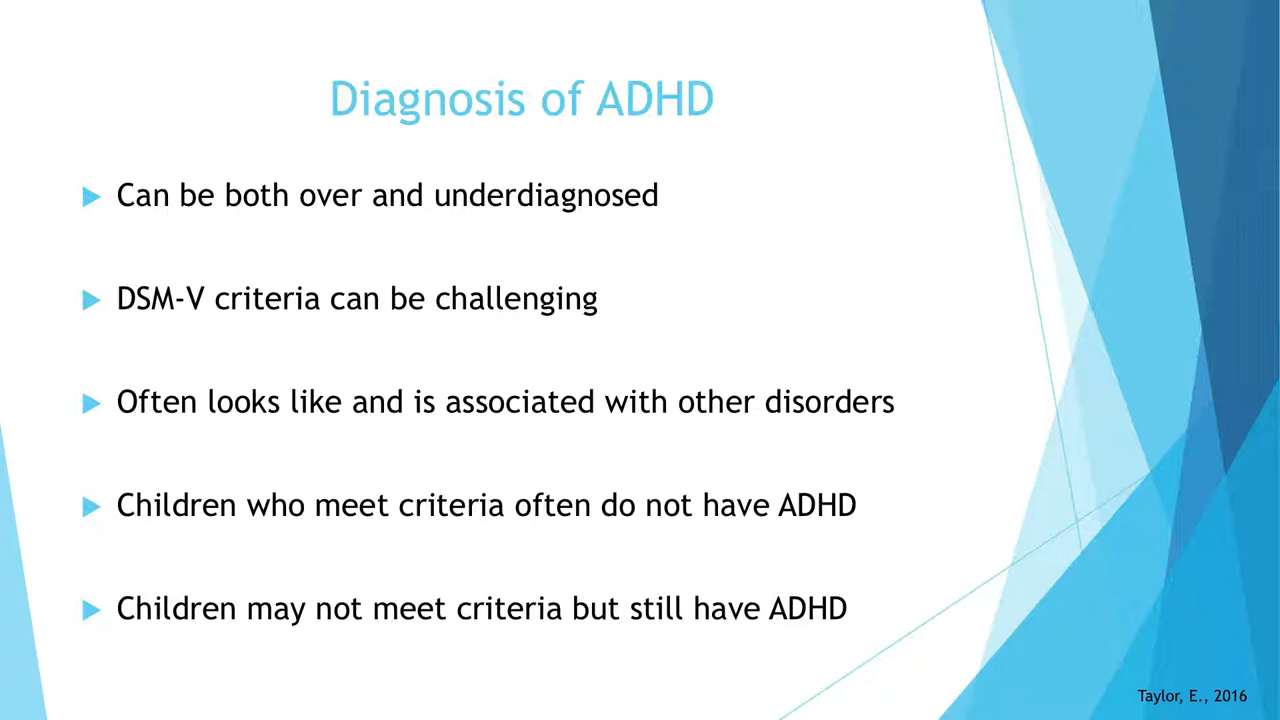 Diagnosis of ADHD
Can be both over and underdiagnosed
DSM-V criteria can be challenging
Often looks like and is associated with other disorders
Children who meet criteria often do not have ADHD
Children may not meet criteria but still have ADHD
Taylor, E., 2016